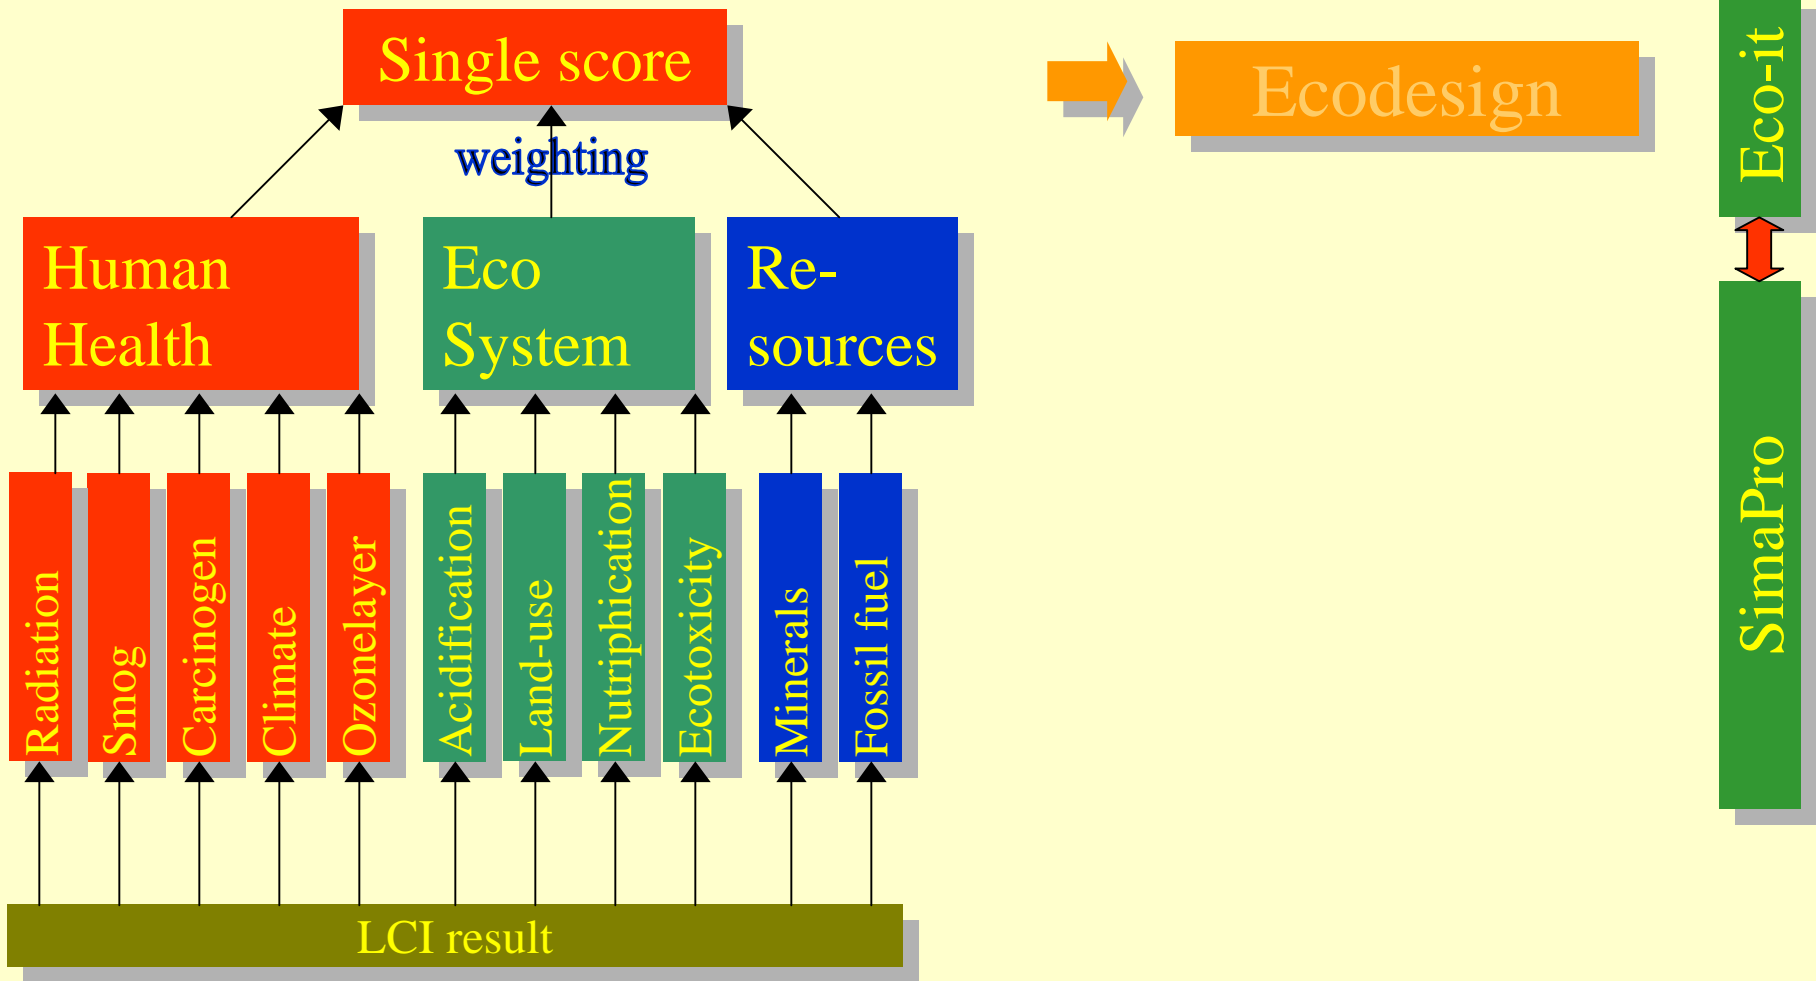 Single score
Ecodesign
Eco-it
weighting
Human
Health
Eco
System
Re-
sources
SimaPro
Radiation
Smog
Carcinogen
Climate
Ozonelayer
Acidification
Land-use
Nutriphication
Ecotoxicity
Minerals
Fossil fuel
LCI result